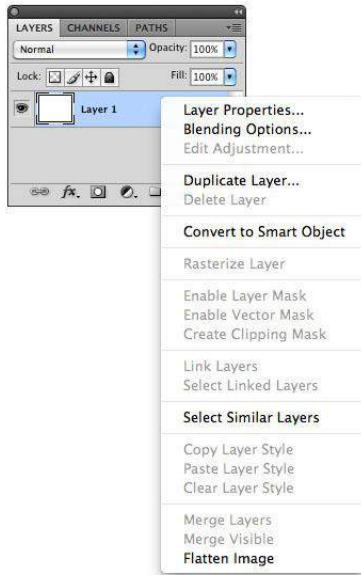 LAYERS CHANNELS PATHS
Normal Opacity: 100%
Lock: Fill: 100%
Layer 1
fx.
Layer Properties...
Blending Options...
Edit Adjustment...
Duplicate Layer...
Delete Layer
Convert to Smart Object
Rasterize Layer
Enable Layer Mask
Enable Vector Mask
Create Clipping Mask
Link Layers
Select Linked Layers
Select Similar Layers
Copy Layer Style
Paste Layer Style
Clear Layer Style
Merge Layers
Merge Visible
Flatten Image